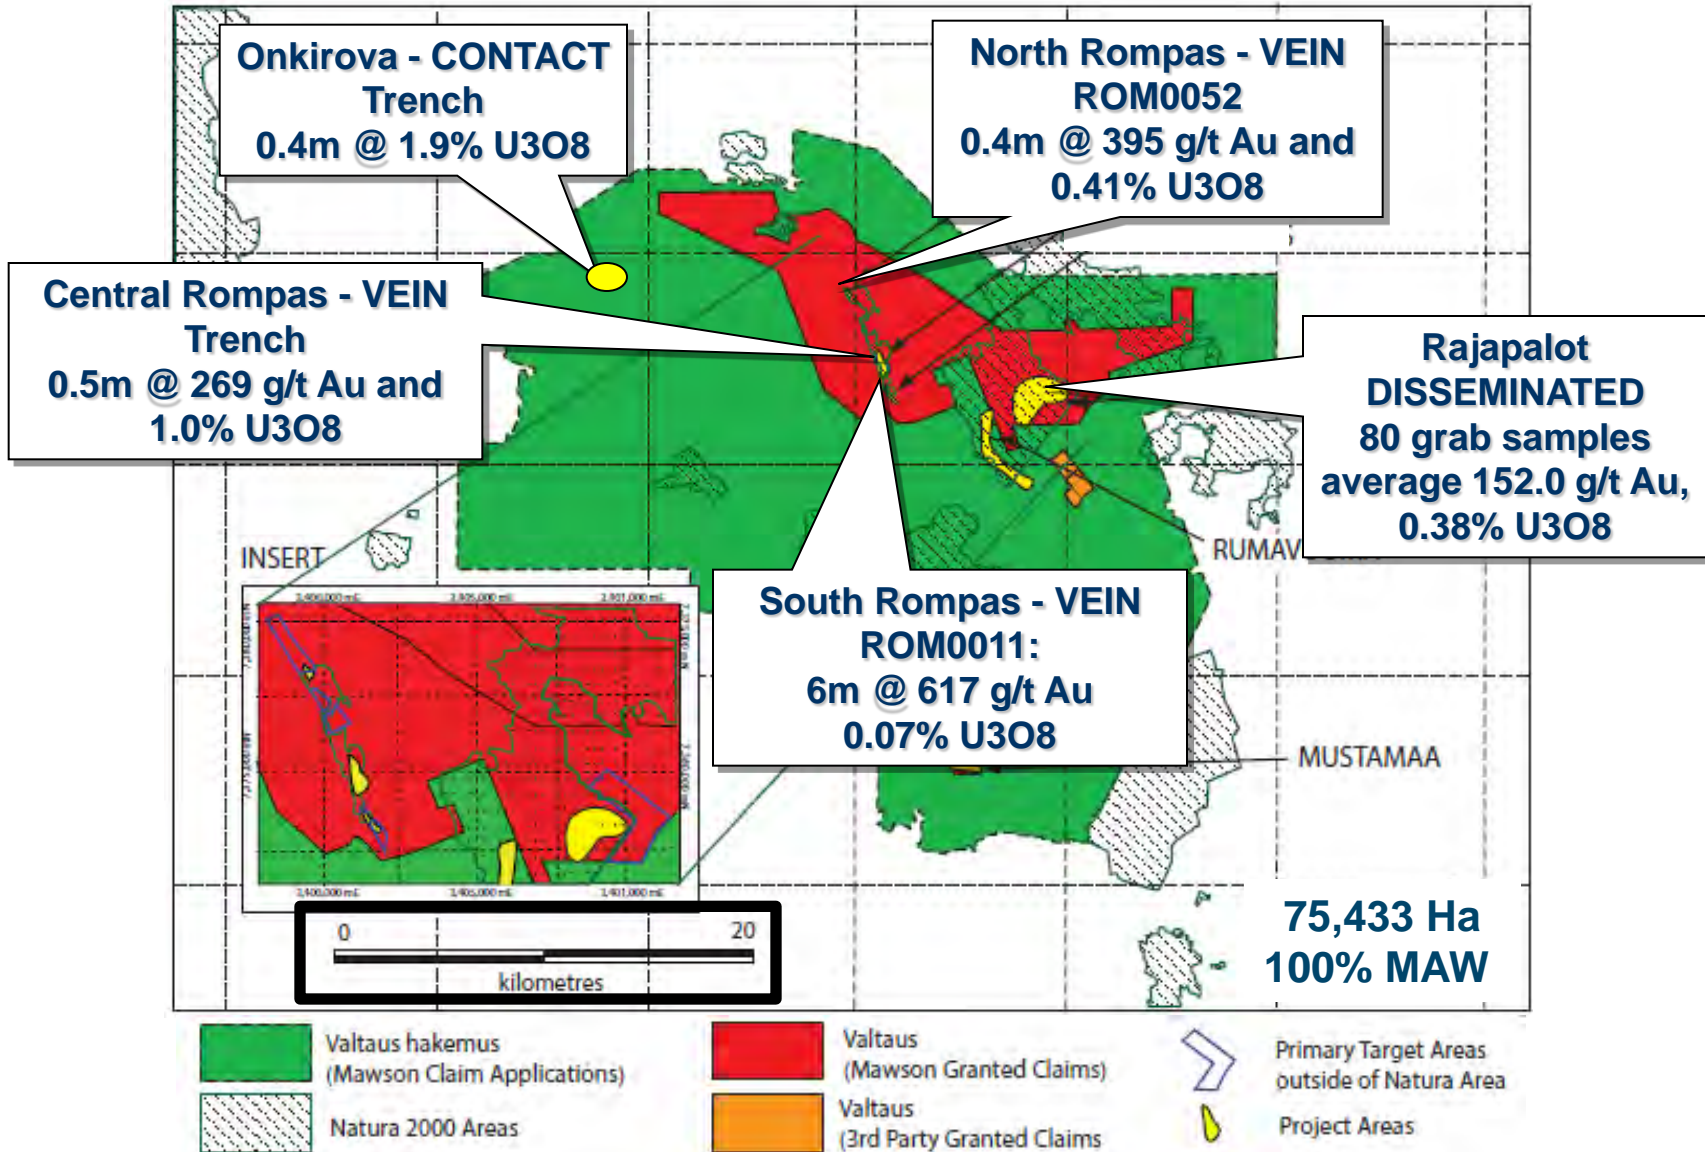 Onkirova - CONTACT
Trench
0.4m @ 1.9% U3O8
North Rompas - VEIN
ROM0052
0.4m @ 395 g/t Au and
0.41% U3O8
Central Rompas - VEIN
Trench
0.5m @ 269 g/t Au and
1.0% U3O8
Rajapalot
DISSEMINATED
80 grab samples
average 152.0 g/t Au,
0.38% U3O8
INSERT
South Rompas - VEIN
ROM0011:
6m @ 617 g/t Au
0.07% U3O8
MUSTAMAA
75,433 Ha
100% MAW
0 20
kilometres
Valtaus hakemus
(Mawson Claim Applications)
Natura 2000 Areas
Valtaus
(Mawson Granted Claims)
Valtaus
(3rd Party Granted Claims
Primary Target Areas
outside of Natura Area
Project Areas